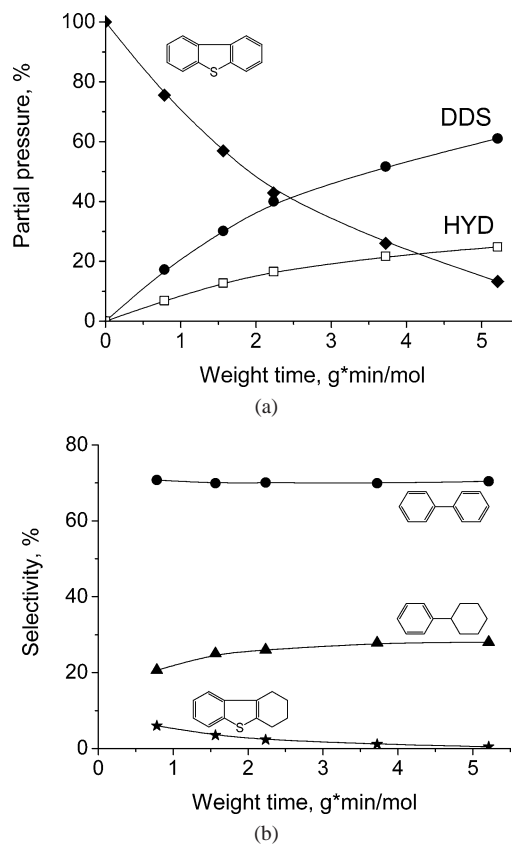 100
80
60
40
20
0
Partial pressure, %
S
DDS
HYD
0 1 2 3 4 5
Weight time, g*min/mol
(a)
80
60
40
20
0
Selectivity, %
S
0 1 2 3 4 5
Weight time, g*min/mol
(b)